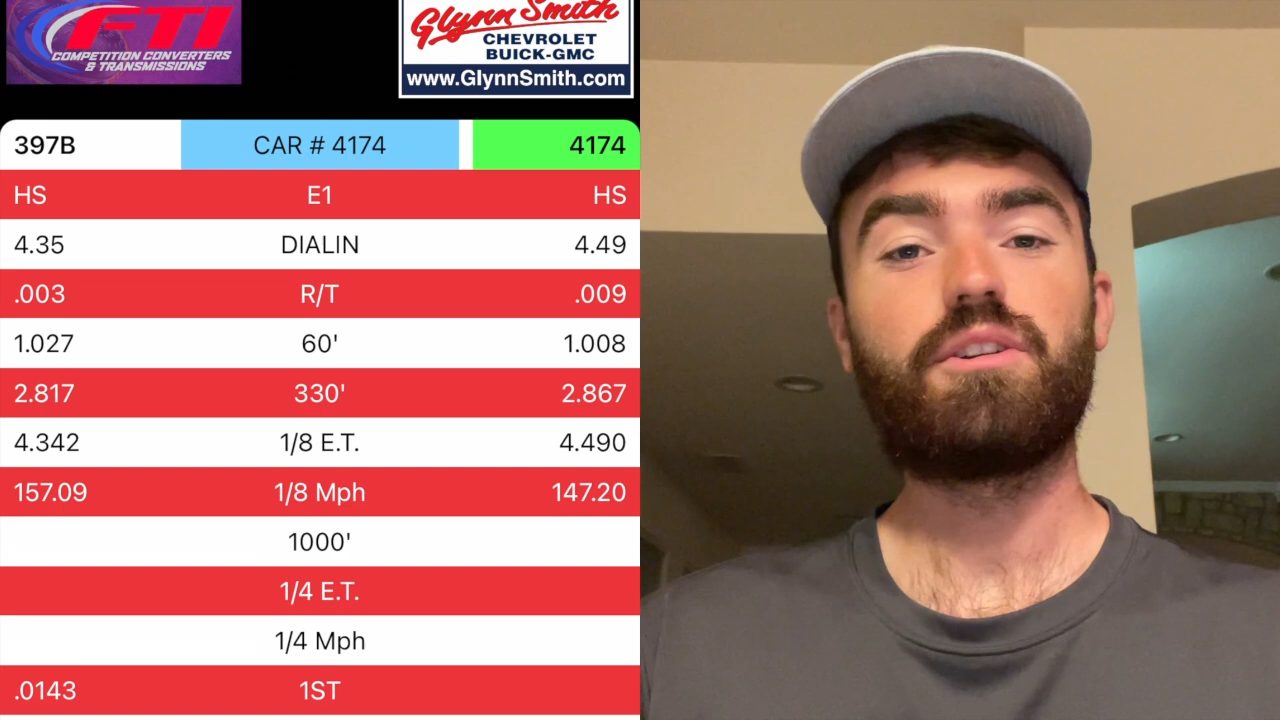 FTI
COMPETITION CONVERTERS
& TRANSMISSIONS
Glynn Smith
CHEVROLET
BUICK-GMC
www.GlynnSmith.com
397B CAR # 4174 4174
HS E1 HS
4.35 DIALIN 4.49
.003 R/T .009
1.027 60' 1.008
2.817 330' 2.867
4.342 1/8 E.T. 4.490
157.09 1/8 Mph 147.20
1000'
1/4 E.T.
1/4 Mph
.0143 1ST